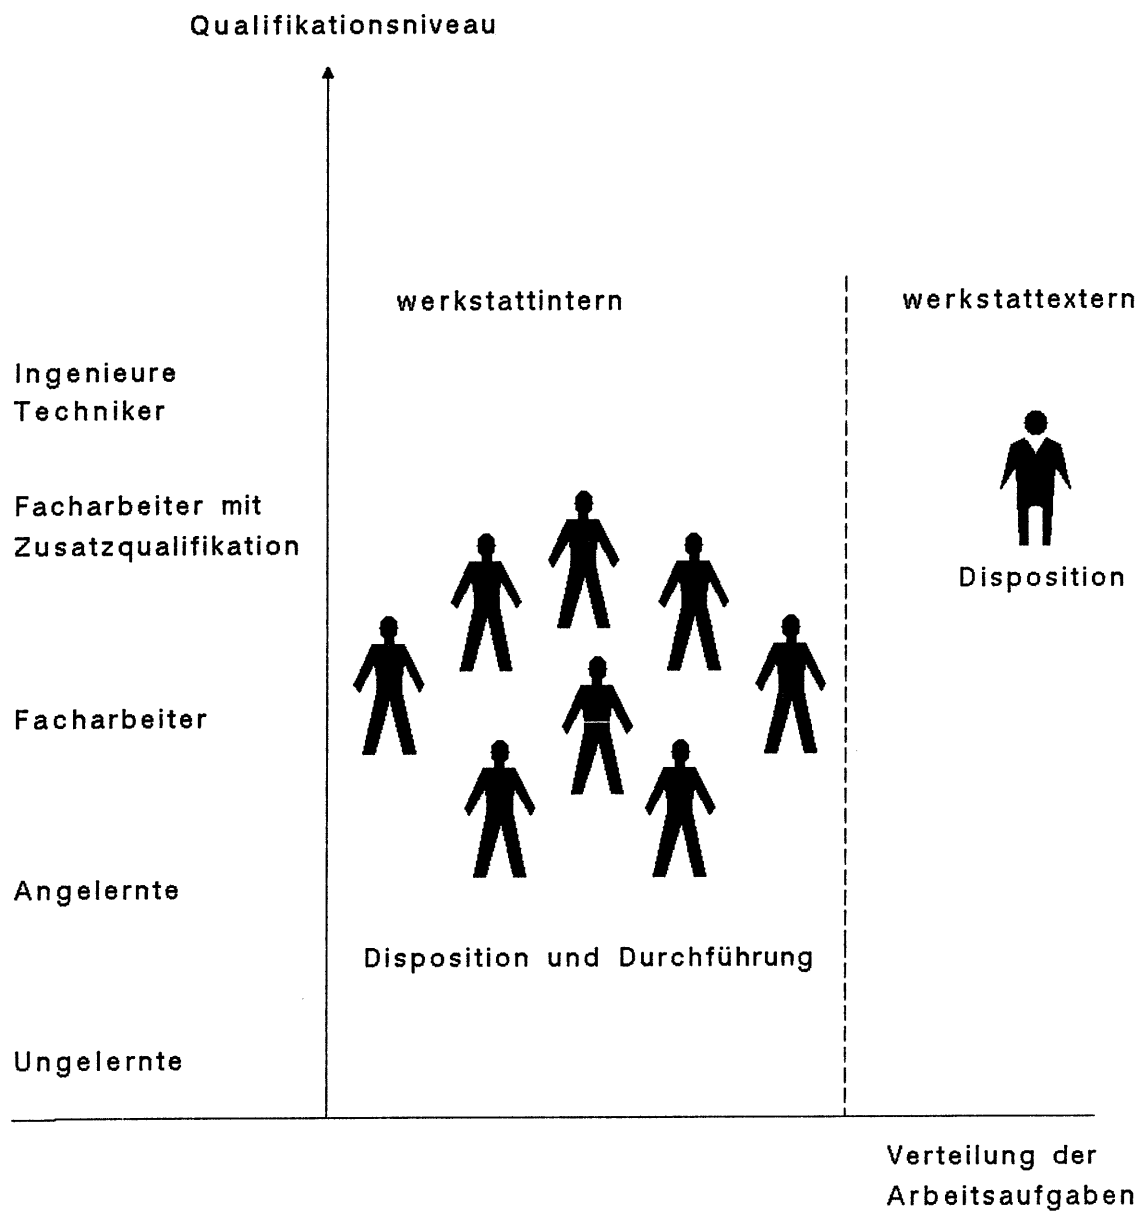 Qualifikationsniveau
werkstattintern
werkstattextern
Ingenieure
Techniker
Facharbeiter mit
Zusatzqualifikation
Disposition
Facharbeiter
Angelernte
Disposition und Durchführung
Ungelernte
Verteilung der
Arbeitsaufgaben